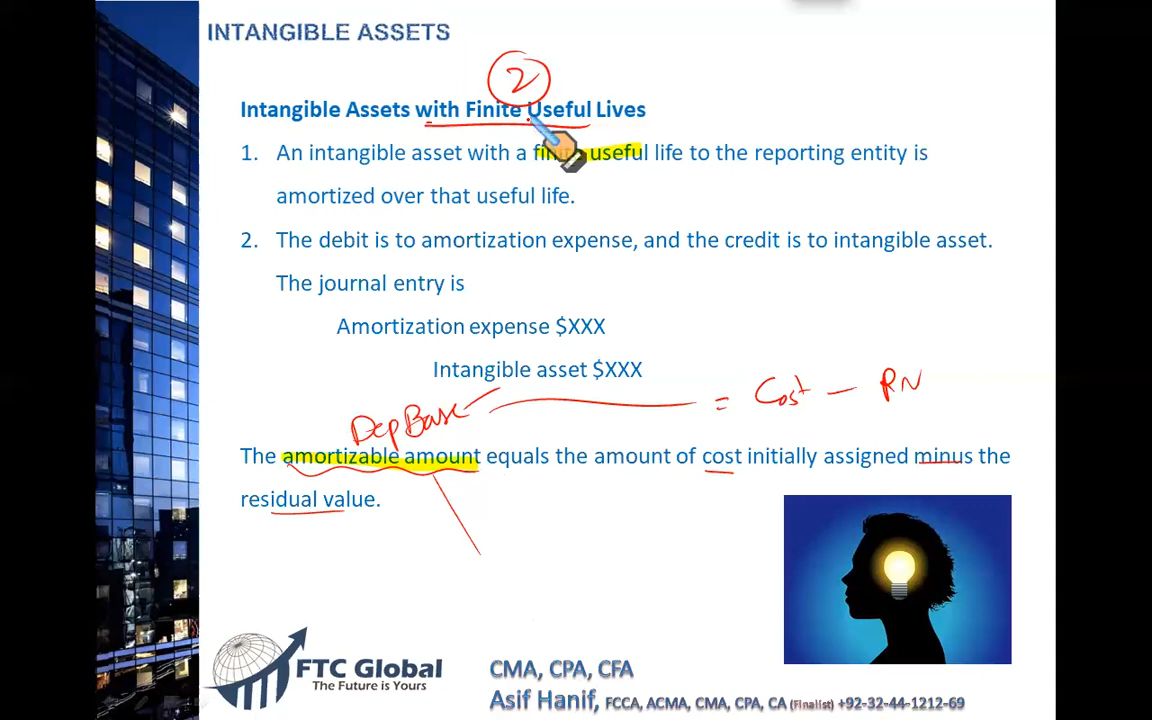 INTANGIBLE ASSETS
2
Intangible Assets with Finite Useful Lives
1. An intangible asset with a finite useful life to the reporting entity is
amortized over that useful life.
2. The debit is to amortization expense, and the credit is to intangible asset.
The journal entry is
Amortization expense $XXX
Intangible asset $XXX
Dep Base = Cost - RV
The amortizable amount equals the amount of cost initially assigned minus the
residual value.
FTC Global
The Future is Yours
CMA, CPA, CFA
Asif Hanif, FCCA, ACMA, CMA, CPA, CA (Finalist) +92-32-44-1212-69